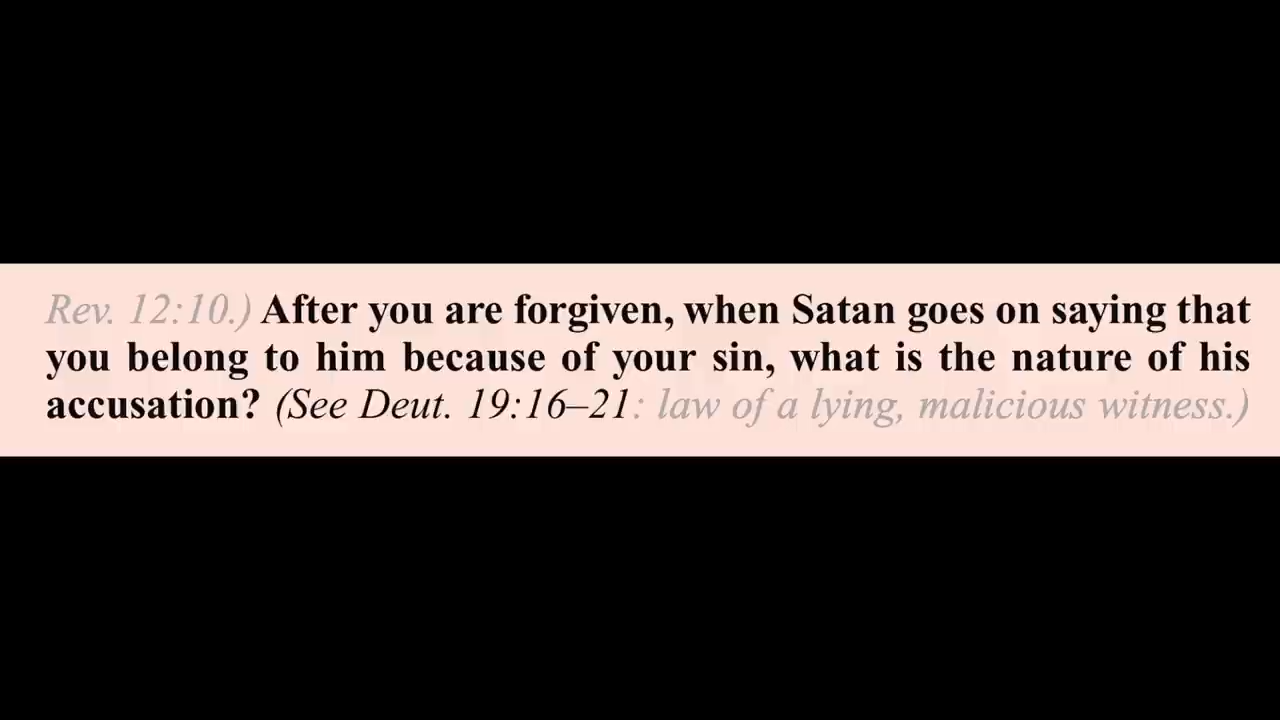 Rev. 12:10.) After you are forgiven, when Satan goes on saying that
you belong to him because of your sin, what is the nature of his
accusation? (See Deut. 19:16–21: law of a lying, malicious witness.)